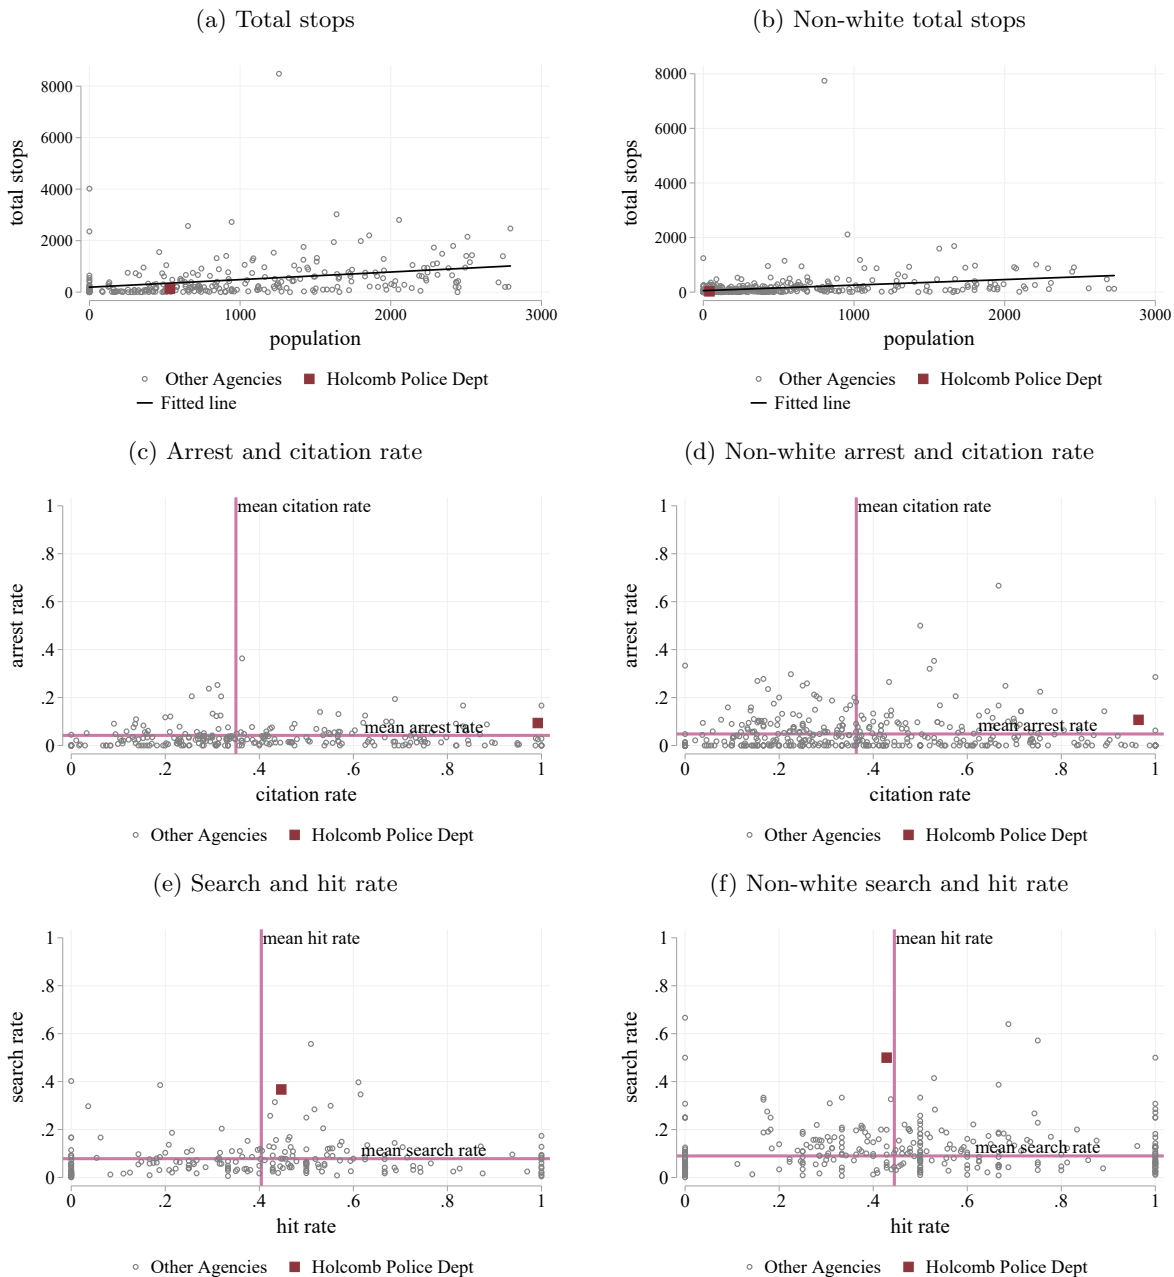 (a) Total stops
(b) Non-white total stops
8000
6000
4000
2000
0
total stops
0 1000 2000 3000
population
Other Agencies Holcomb Police Dept
Fitted line
8000
6000
4000
2000
0
total stops
0 1000 2000 3000
population
Other Agencies Holcomb Police Dept
Fitted line
(c) Arrest and citation rate
(d) Non-white arrest and citation rate
1
.8
.6
.4
.2
0
arrest rate
mean citation rate
mean arrest rate
0 .2 .4 .6 .8 1
citation rate
Other Agencies Holcomb Police Dept
1
.8
.6
.4
.2
0
arrest rate
mean citation rate
mean arrest rate
0 .2 .4 .6 .8 1
citation rate
Other Agencies Holcomb Police Dept
(e) Search and hit rate
(f) Non-white search and hit rate
1
.8
.6
.4
.2
0
search rate
mean hit rate
mean search rate
0 .2 .4 .6 .8 1
hit rate
Other Agencies Holcomb Police Dept
1
.8
.6
.4
.2
0
search rate
mean hit rate
mean search rate
0 .2 .4 .6 .8 1
hit rate
Other Agencies Holcomb Police Dept